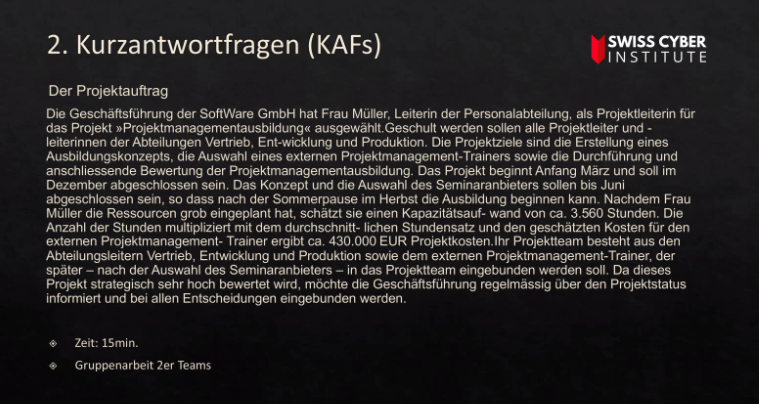 2. Kurzantwortfragen (KAFs)
SWISS CYBER
INSTITUTE
Der Projektauftrag
Die Geschäftsführung der SoftWare GmbH hat Frau Müller, Leiterin der Personalabteilung, als Projektleiterin für
das Projekt »Projektmanagementausbildung« ausgewählt.Geschult werden sollen alle Projektleiter und -
leiterinnen der Abteilungen Vertrieb, Ent-wicklung und Produktion. Die Projektziele sind die Erstellung eines
Ausbildungskonzepts, die Auswahl eines externen Projektmanagement-Trainers sowie die Durchführung und
anschliessende Bewertung der Projektmanagementausbildung. Das Projekt beginnt Anfang März und soll im
Dezember abgeschlossen sein. Das Konzept und die Auswahl des Seminaranbieters sollen bis Juni
abgeschlossen sein, so dass nach der Sommerpause im Herbst die Ausbildung beginnen kann. Nachdem Frau
Müller die Ressourcen grob eingeplant hat, schätzt sie einen Kapazitätsauf- wand von ca. 3.560 Stunden. Die
Anzahl der Stunden multipliziert mit dem durchschnitt- lichen Stundensatz und den geschätzten Kosten für den
externen Projektmanagement- Trainer ergibt ca. 430.000 EUR Projektkosten.Ihr Projektteam besteht aus den
Abteilungsleitern Vertrieb, Entwicklung und Produktion sowie dem externen Projektmanagement-Trainer, der
später – nach der Auswahl des Seminaranbieters – in das Projektteam eingebunden werden soll. Da dieses
Projekt strategisch sehr hoch bewertet wird, möchte die Geschäftsführung regelmässig über den Projektstatus
informiert und bei allen Entscheidungen eingebunden werden.
Zeit: 15min.
Gruppenarbeit 2er Teams